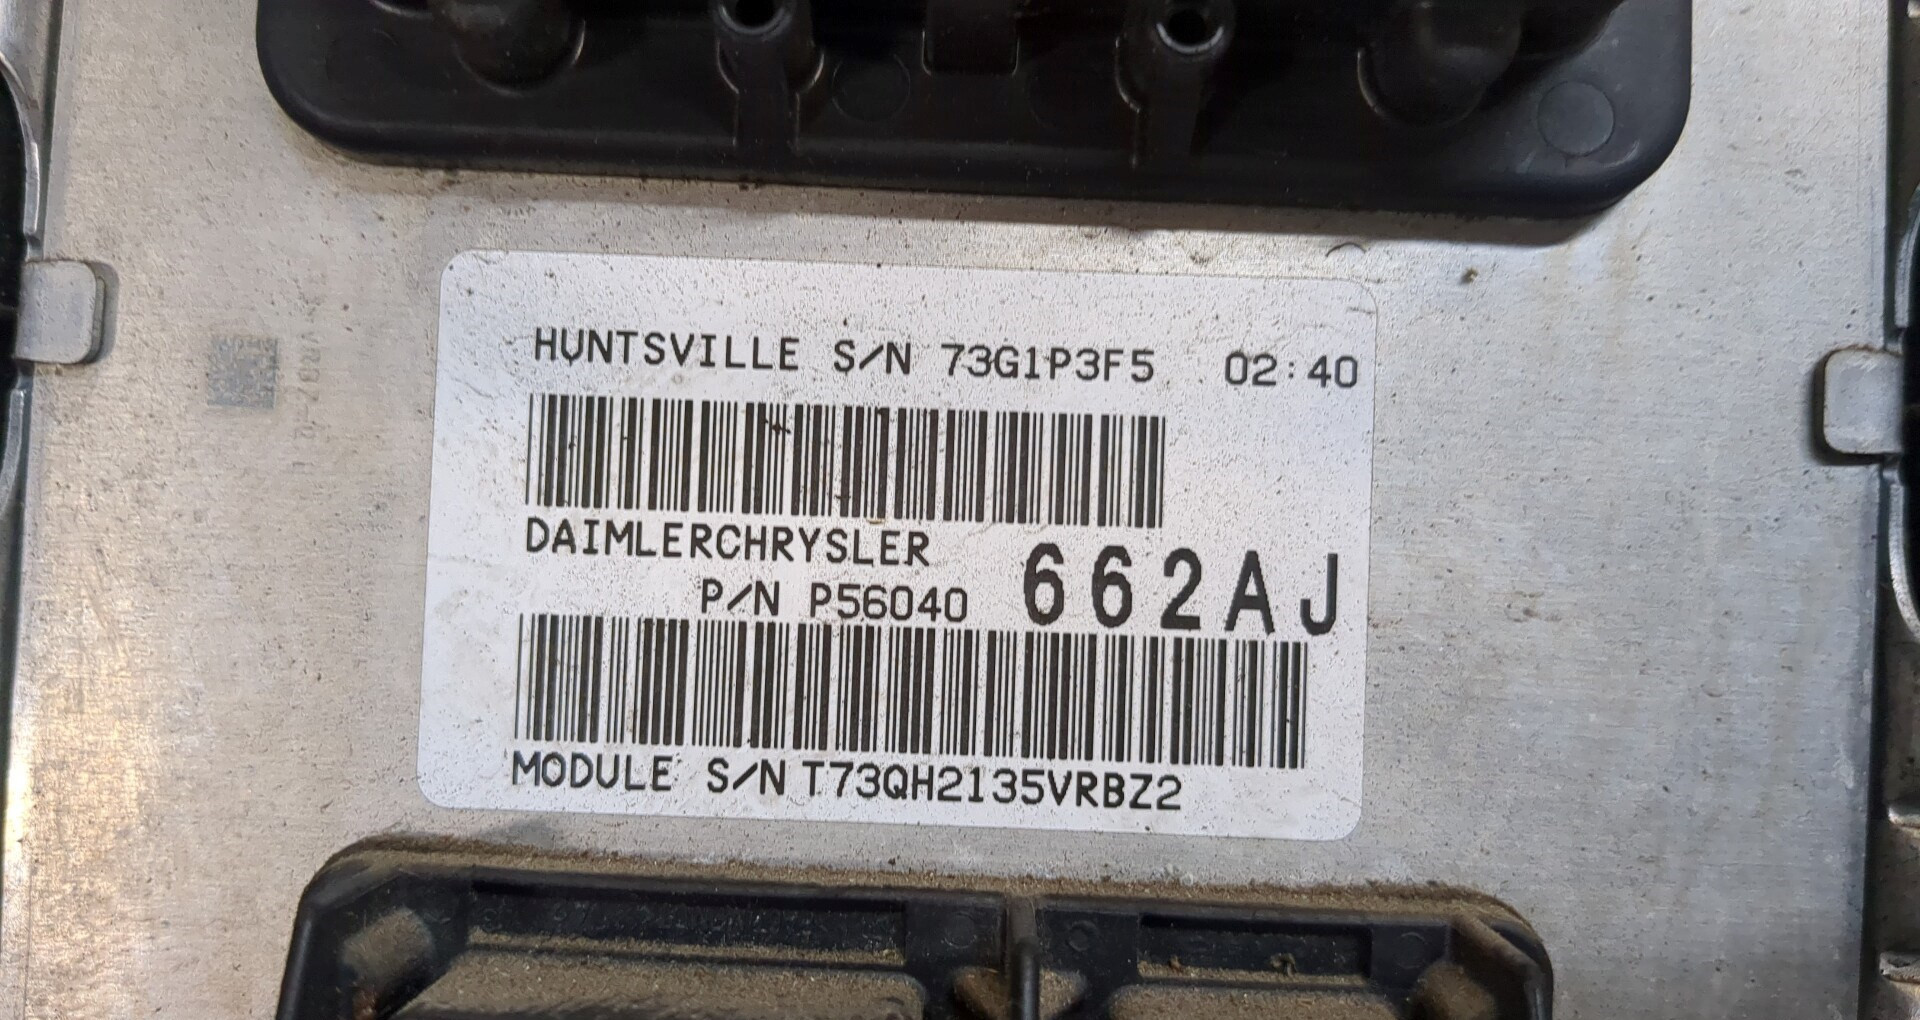 HUNTSVILLE S/N 73G1P3F5 02:40
DAIMLERCHRYSLER
P/N P56040 662AJ
MODULE S/N T73QH2135VRBZ2